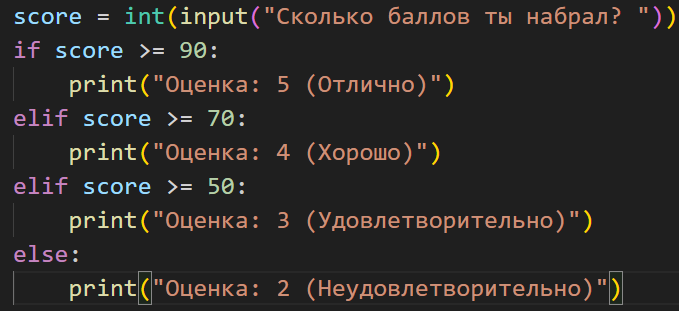 score = int(input("Сколько баллов ты набрал? "))
if score >= 90:
    print("Оценка: 5 (Отлично)")
elif score >= 70:
    print("Оценка: 4 (Хорошо)")
elif score >= 50:
    print("Оценка: 3 (Удовлетворительно)")
else:
    print("Оценка: 2 (Неудовлетворительно)")